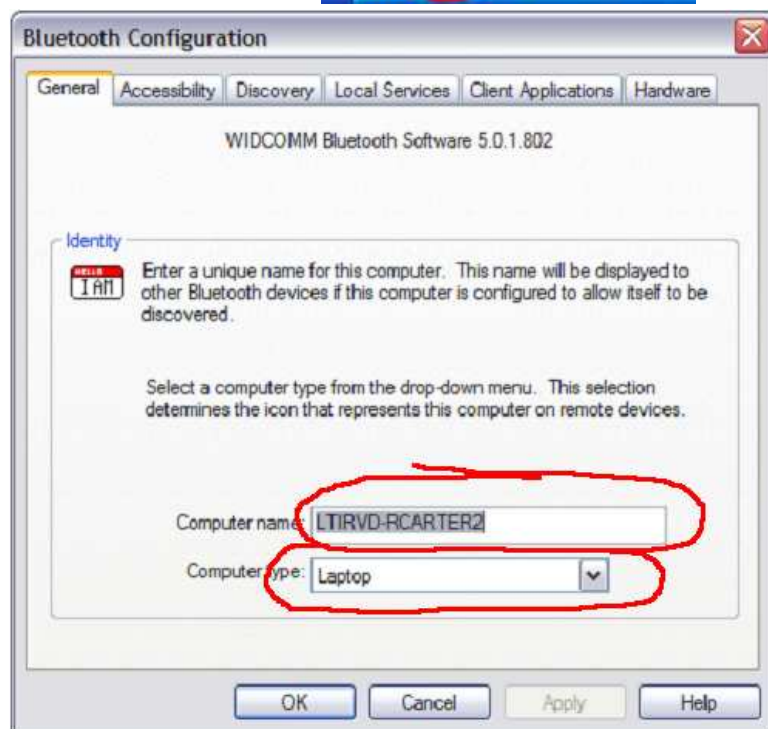 Bluetooth Configuration
General Accessibility Discovery Local Services Client Applications Hardware
WIDCOMM Bluetooth Software 5.0.1.802
Identity
HELLO
I AM
Enter a unique name for this computer. This name will be displayed to
other Bluetooth devices if this computer is configured to allow itself to be
discovered.
Select a computer type from the drop-down menu. This selection
determines the icon that represents this computer on remote devices.
Computer name: LTIRVD-RCARTER2
Computer type: Laptop
OK Cancel Apply Help